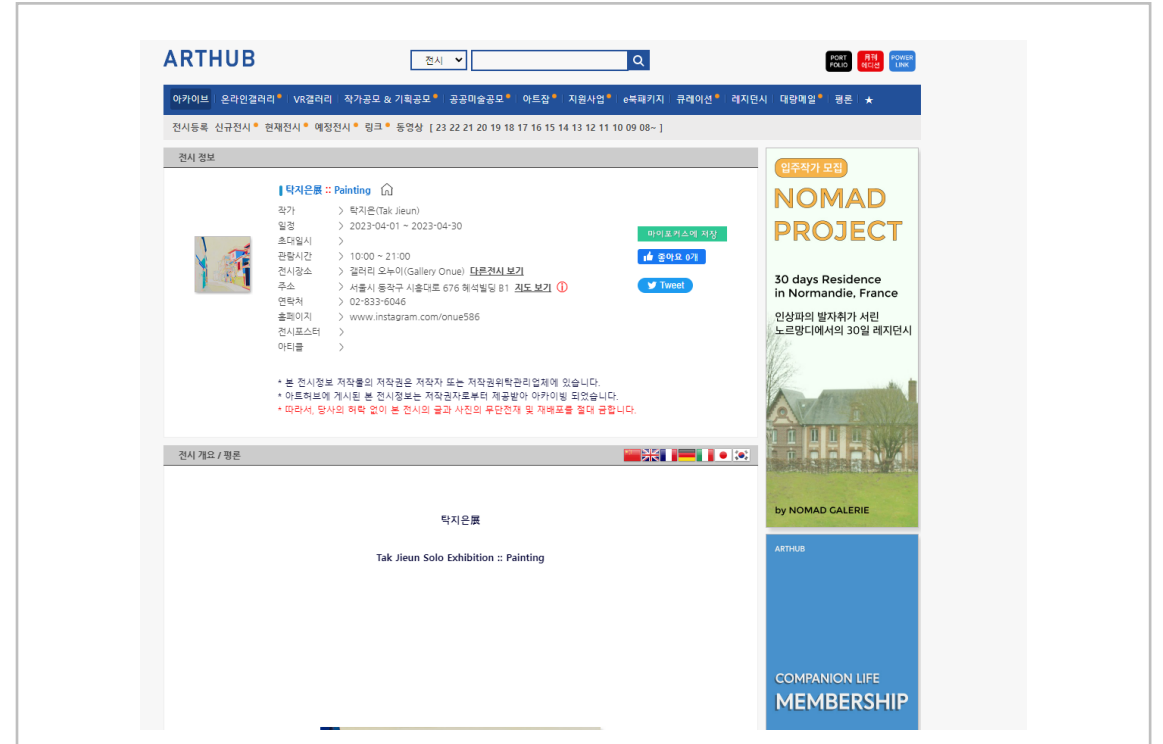 ARTHUB
전시
PORT FOLIO
월간 에디션
POWER LINK
아카이브 온라인갤러리 VR갤러리 작가공모 & 기획공모 공공미술공모 아트잡 지원사업 e북패키지 큐레이션 레지던시 대량메일 평론 ★
전시등록 신규전시 현재전시 예정전시 링크 동영상 [ 23 22 21 20 19 18 17 16 15 14 13 12 11 10 09 08~ ]
전시 정보
탁지은展 :: Painting
작가 > 탁지은(Tak Jieun)
일정 > 2023-04-01 ~ 2023-04-30
초대일시 >
관람시간 > 10:00 ~ 21:00
전시장소 > 갤러리 오누이(Gallery Onue) 다른전시 보기
주소 > 서울시 동작구 시흥대로 676 혜석빌딩 B1 지도 보기
연락처 > 02-833-6046
홈페이지 > www.instagram.com/onue586
전시포스터 >
아티클 >
마이포커스에 저장
좋아요 0개
Tweet
* 본 전시정보 저작물의 저작권은 저작자 또는 저작권위탁관리업체에 있습니다.
* 아트허브에 게시된 본 전시정보는 저작권자로부터 제공받아 아카이빙 되었습니다.
* 따라서, 당사의 허락 없이 본 전시의 글과 사진의 무단전재 및 재배포를 절대 금합니다.
전시 개요 / 평론
탁지은展
Tak Jieun Solo Exhibition :: Painting
입주작가 모집
NOMAD
PROJECT
30 days Residence
in Normandie, France
인상파의 발자취가 서린
노르망디에서의 30일 레지던시
by NOMAD GALERIE
ARTHUB
COMPANION LIFE
MEMBERSHIP